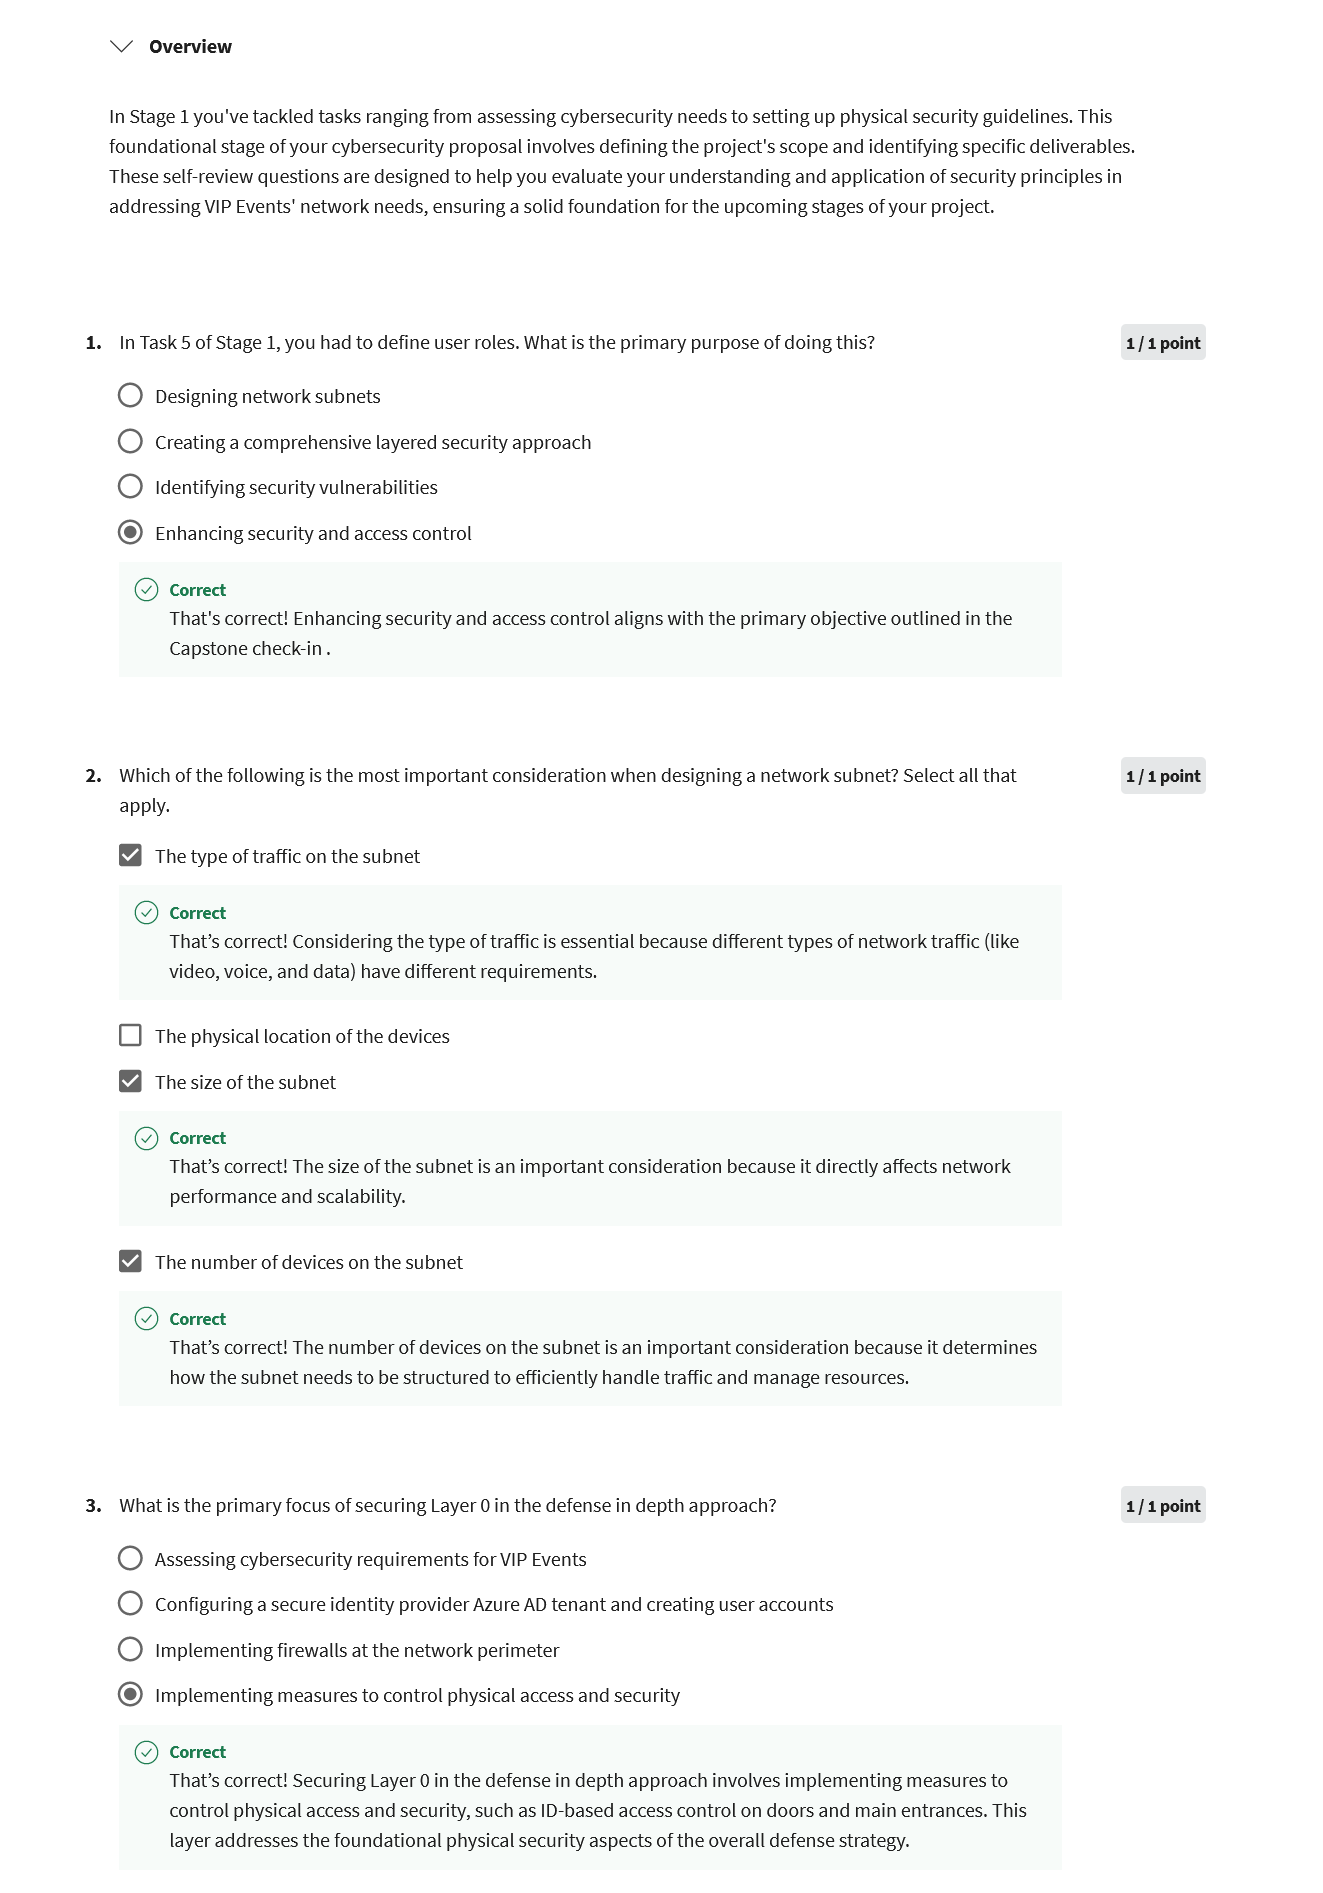 Overview
In Stage 1 you've tackled tasks ranging from assessing cybersecurity needs to setting up physical security guidelines. This
foundational stage of your cybersecurity proposal involves defining the project's scope and identifying specific deliverables.
These self-review questions are designed to help you evaluate your understanding and application of security principles in
addressing VIP Events' network needs, ensuring a solid foundation for the upcoming stages of your project.
1. In Task 5 of Stage 1, you had to define user roles. What is the primary purpose of doing this? 1 / 1 point
Designing network subnets
Creating a comprehensive layered security approach
Identifying security vulnerabilities
Enhancing security and access control
Correct
That's correct! Enhancing security and access control aligns with the primary objective outlined in the
Capstone check-in .
2. Which of the following is the most important consideration when designing a network subnet? Select all that 1 / 1 point
apply.
The type of traffic on the subnet
Correct
That’s correct! Considering the type of traffic is essential because different types of network traffic (like
video, voice, and data) have different requirements.
The physical location of the devices
The size of the subnet
Correct
That’s correct! The size of the subnet is an important consideration because it directly affects network
performance and scalability.
The number of devices on the subnet
Correct
That’s correct! The number of devices on the subnet is an important consideration because it determines
how the subnet needs to be structured to efficiently handle traffic and manage resources.
3. What is the primary focus of securing Layer 0 in the defense in depth approach? 1 / 1 point
Assessing cybersecurity requirements for VIP Events
Configuring a secure identity provider Azure AD tenant and creating user accounts
Implementing firewalls at the network perimeter
Implementing measures to control physical access and security
Correct
That’s correct! Securing Layer 0 in the defense in depth approach involves implementing measures to
control physical access and security, such as ID-based access control on doors and main entrances. This
layer addresses the foundational physical security aspects of the overall defense strategy.